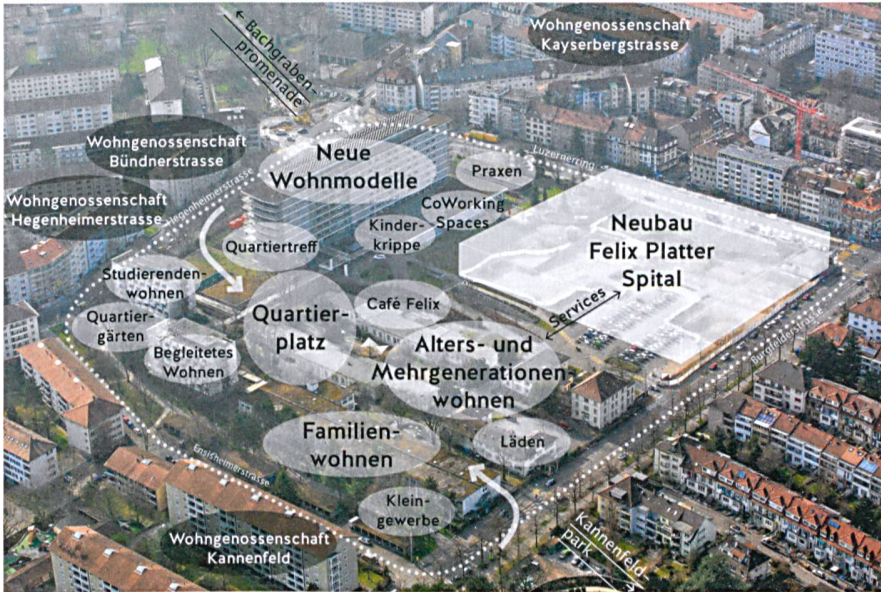 Bachgraben-
promenade
Wohngenossenschaft
Kayserbergstrasse
Wohngenossenschaft
Bündnerstrasse
Wohngenossenschaft
Hegenheimerstrasse
Hegenheimerstrasse
Luzernerring
Neue
Wohnmodelle
Praxen
CoWorking
Spaces
Kinder-
krippe
Quartiertreff
Neubau
Felix Platter
Spital
Studierenden-
wohnen
Quartier-
gärten
Begleitetes
Wohnen
Quartier-
platz
Café Felix
Services
Alters- und
Mehrgenerationen-
wohnen
Burgfelderstrasse
Familien-
wohnen
Läden
Ensisheimerstrasse
Klein-
gewerbe
Wohngenossenschaft
Kannenfeld
Kannenfeld-
park